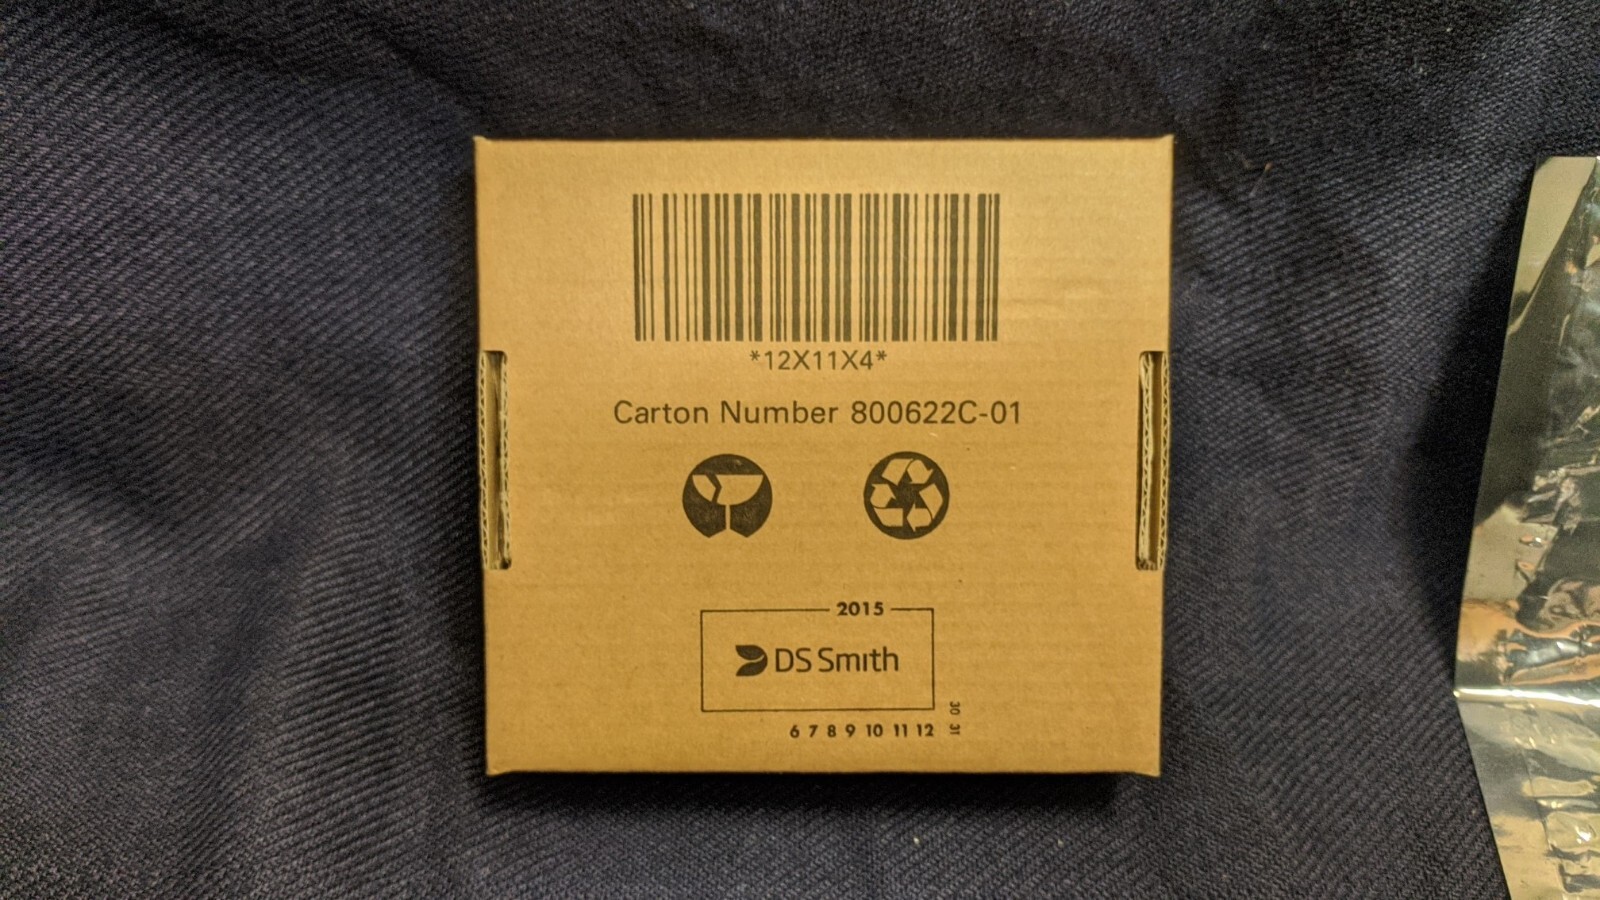 *12X11X4*
Carton Number 800622C-01
2015
DS Smith
30 31
6 7 8 9 10 11 12